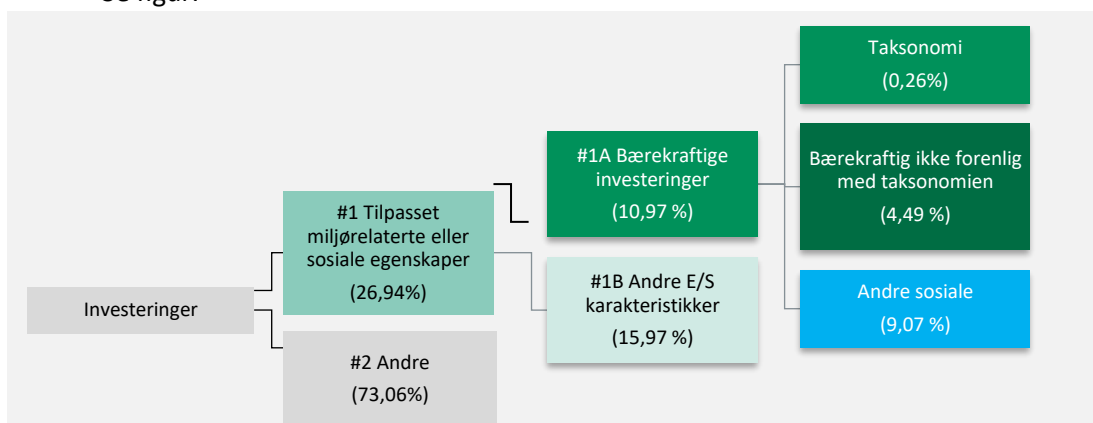 Investeringer
#1 Tilpasset
miljørelaterte eller
sosiale egenskaper
(26,94%)
#2 Andre
(73,06%)
#1A Bærekraftige
investeringer
(10,97 %)
#1B Andre E/S
karakteristikker
(15,97 %)
Taksonomi
(0,26%)
Bærekraftig ikke forenlig
med taksonomien
(4,49 %)
Andre sosiale
(9,07 %)